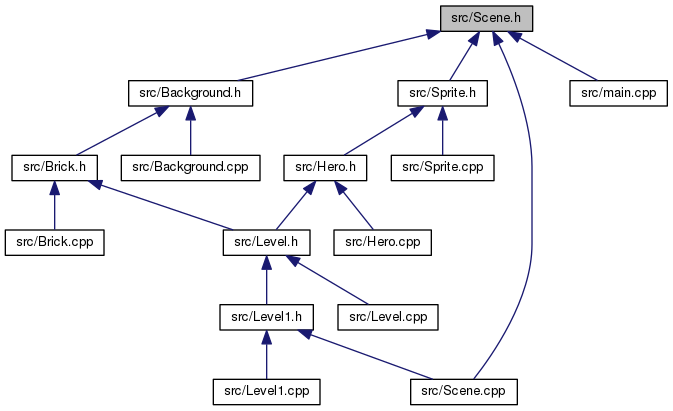 src/Scene.h
src/Background.h
src/Sprite.h
src/main.cpp
src/Brick.h
src/Background.cpp
src/Hero.h
src/Sprite.cpp
src/Brick.cpp
src/Level.h
src/Hero.cpp
src/Level1.h
src/Level.cpp
src/Level1.cpp
src/Scene.cpp